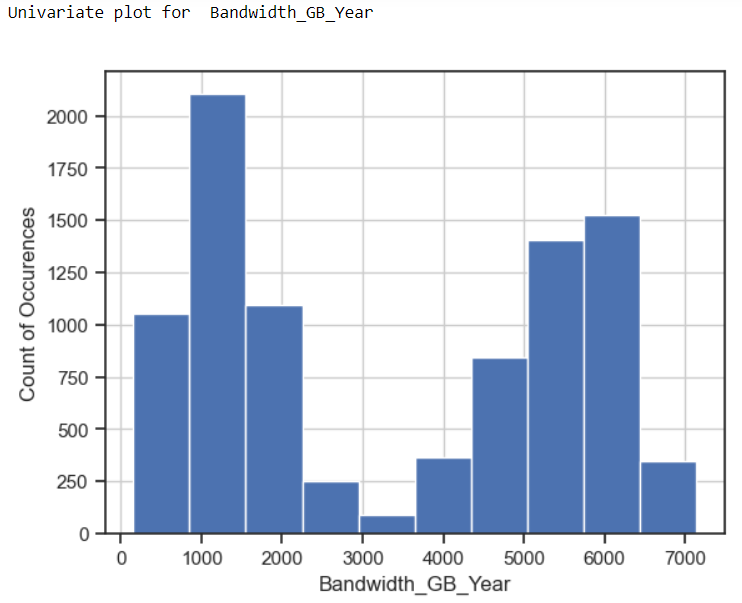 Univariate plot for  Bandwidth_GB_Year
2000
1750
1500
1250
1000
750
500
250
0
Count of Occurences
0 1000 2000 3000 4000 5000 6000 7000
Bandwidth_GB_Year